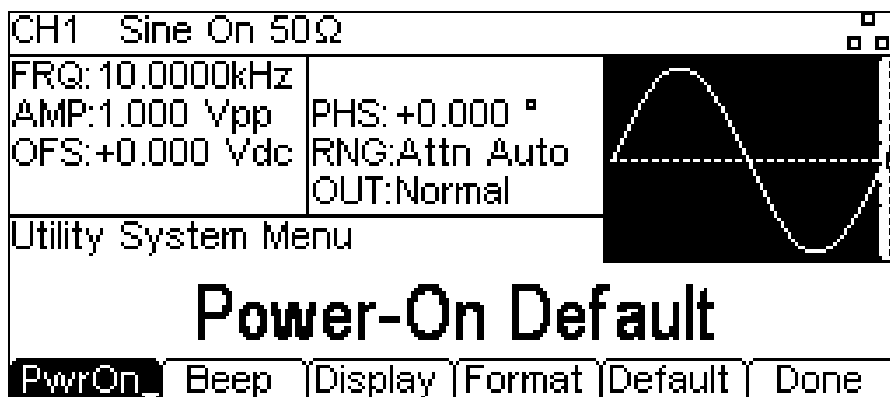 CH1 Sine On 50Ω
FRQ:10.0000kHz
AMP:1.000 Vpp
OFS:+0.000 Vdc
PHS:+0.000 °
RNG:Attn Auto
OUT:Normal
Utility System Menu
Power-On Default
PwrOn Beep Display Format Default Done